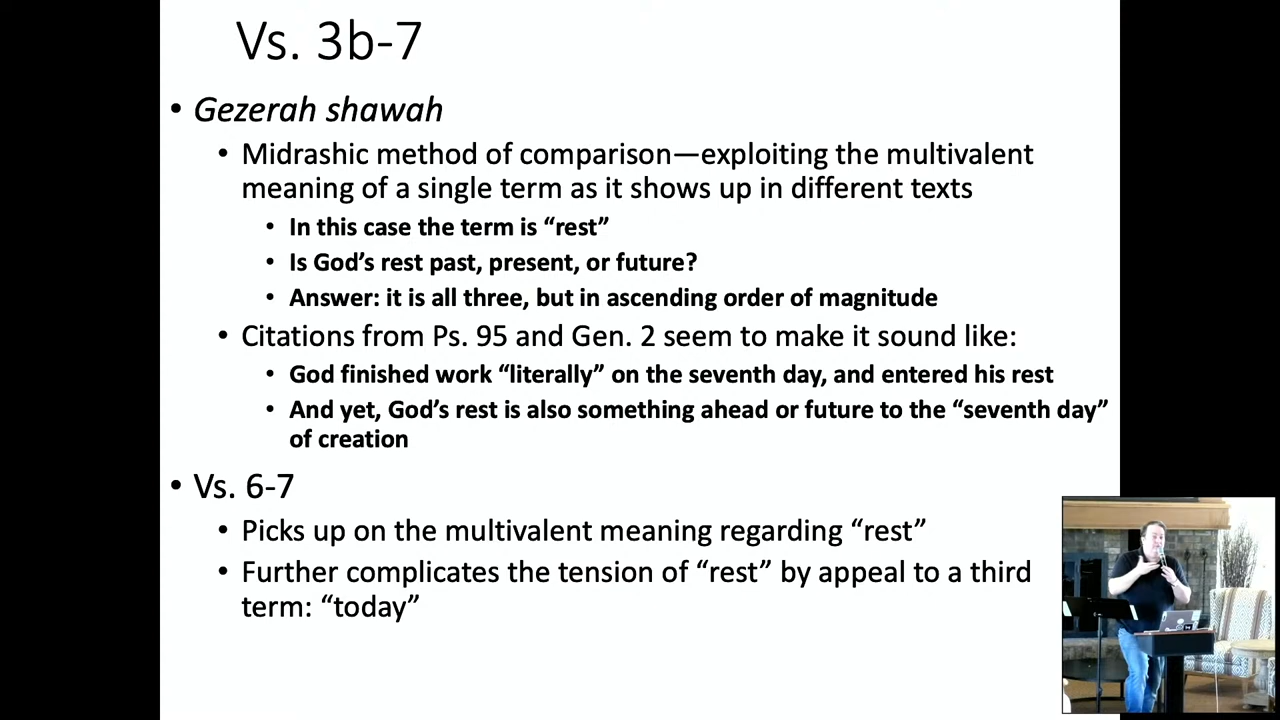 Vs. 3b-7
• Gezerah shawah
• Midrashic method of comparison—exploiting the multivalent
meaning of a single term as it shows up in different texts
• In this case the term is “rest”
• Is God’s rest past, present, or future?
• Answer: it is all three, but in ascending order of magnitude
• Citations from Ps. 95 and Gen. 2 seem to make it sound like:
• God finished work “literally” on the seventh day, and entered his rest
• And yet, God’s rest is also something ahead or future to the “seventh day”
of creation
• Vs. 6-7
• Picks up on the multivalent meaning regarding “rest”
• Further complicates the tension of “rest” by appeal to a third
term: “today”